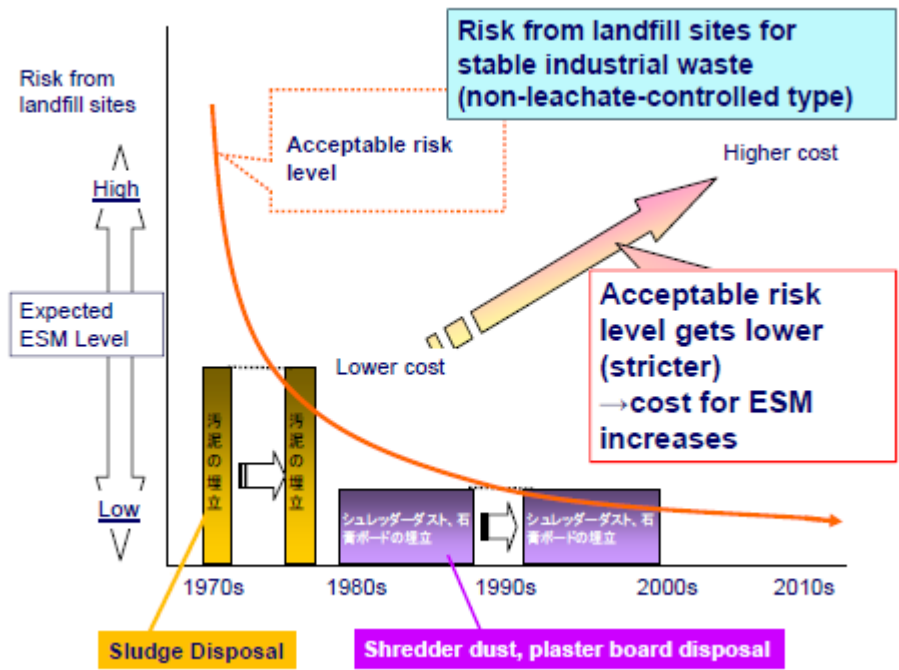 Risk from landfill sites for
stable industrial waste
(non-leachate-controlled type)
Risk from
landfill sites
Acceptable risk
level
Higher cost
High
Expected
ESM Level
Acceptable risk
level gets lower
(stricter)
→cost for ESM
increases
Lower cost
汚泥の埋立
汚泥の埋立
Low
シュレッダーダスト、石
膏ボードの埋立
シュレッダーダスト、石
膏ボードの埋立
1970s
1980s
1990s
2000s
2010s
Sludge Disposal
Shredder dust, plaster board disposal